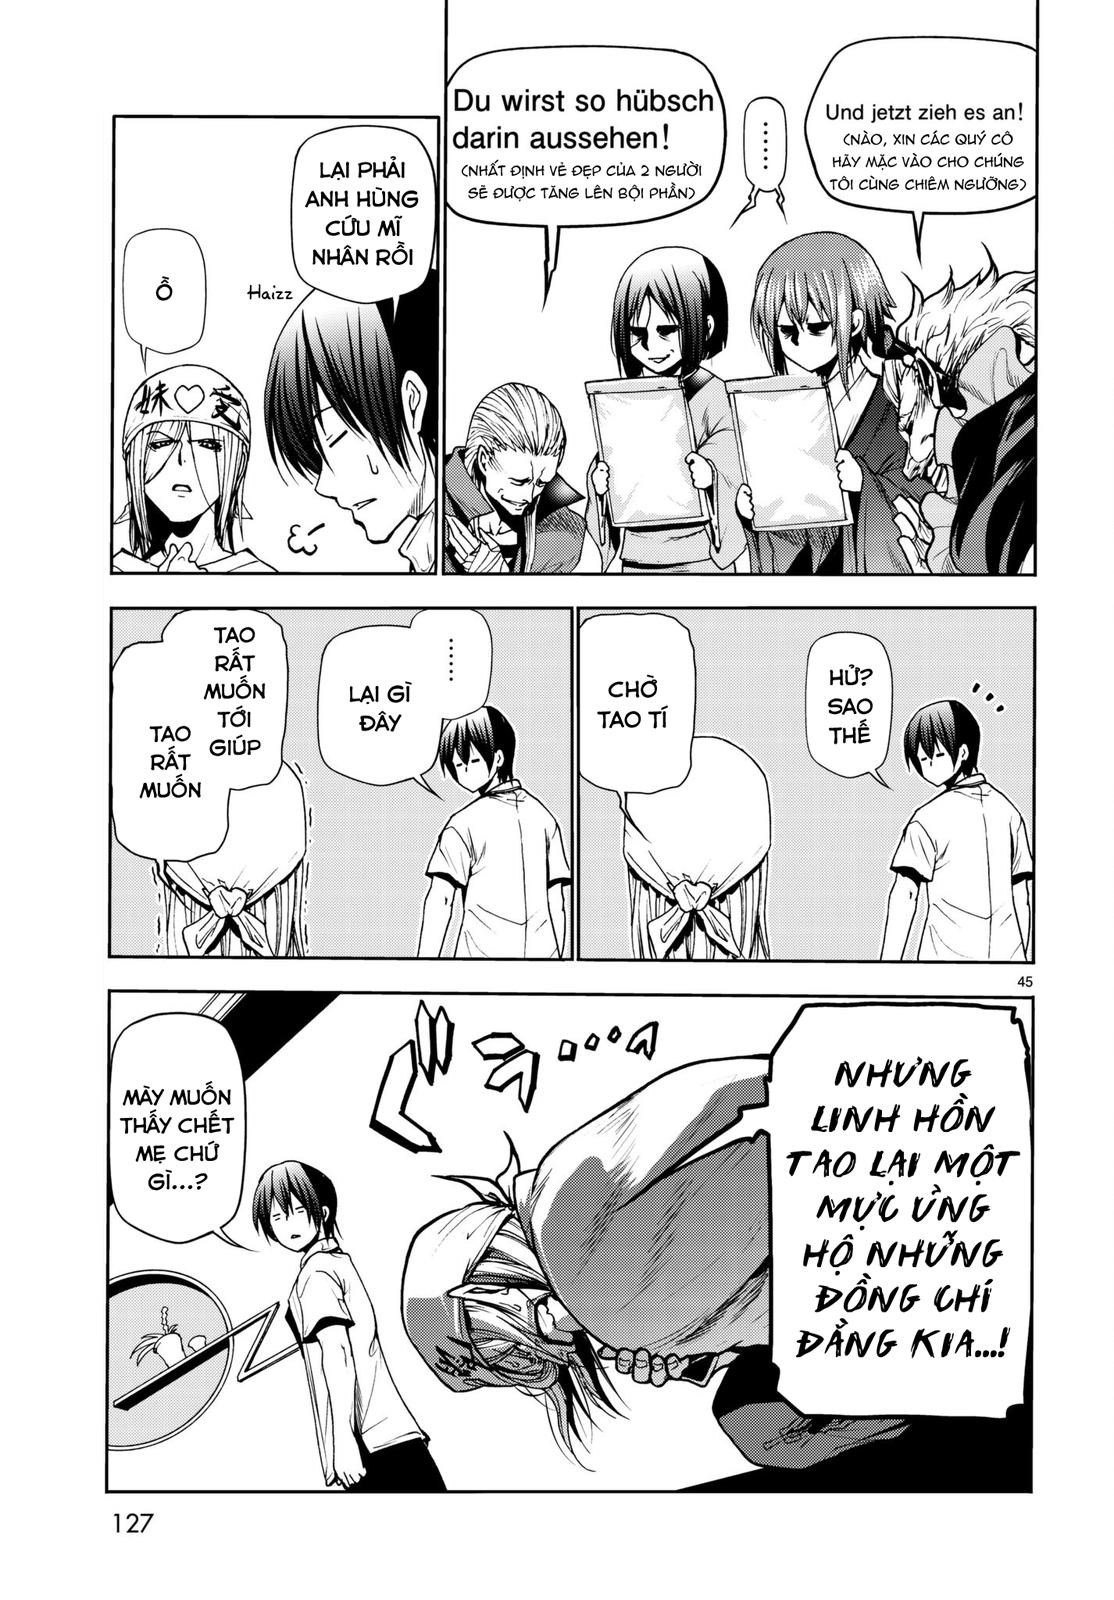 Und jetzt zieh es an!
(NÀO, XIN CÁC QUÝ CÔ
HÃY MẶC VÀO CHO CHÚNG
TÔI CÙNG CHIÊM NGƯỠNG)
......
Du wirst so hübsch
darin aussehen!
(NHẤT ĐỊNH VẺ ĐẸP CỦA 2 NGƯỜI
SẼ ĐƯỢC TĂNG LÊN BỘI PHẦN)
LẠI PHẢI
ANH HÙNG
CỨU MĨ
NHÂN RỒI
Haizz
Ồ
妹♡愛
HỬ?
SAO
THẾ
CHỜ
TAO TÍ
......
LẠI GÌ
ĐÂY
TAO
RẤT
MUỐN
TỚI
GIÚP
TAO
RẤT
MUỐN
45
NHƯNG
LINH HỒN
TAO LẠI MỘT
MỰC ỦNG
HỘ NHỮNG
ĐỒNG CHÍ
ĐẰNG KIA...!
MÀY MUỐN
THẤY CHẾT
MẸ CHỨ
GÌ...?
127